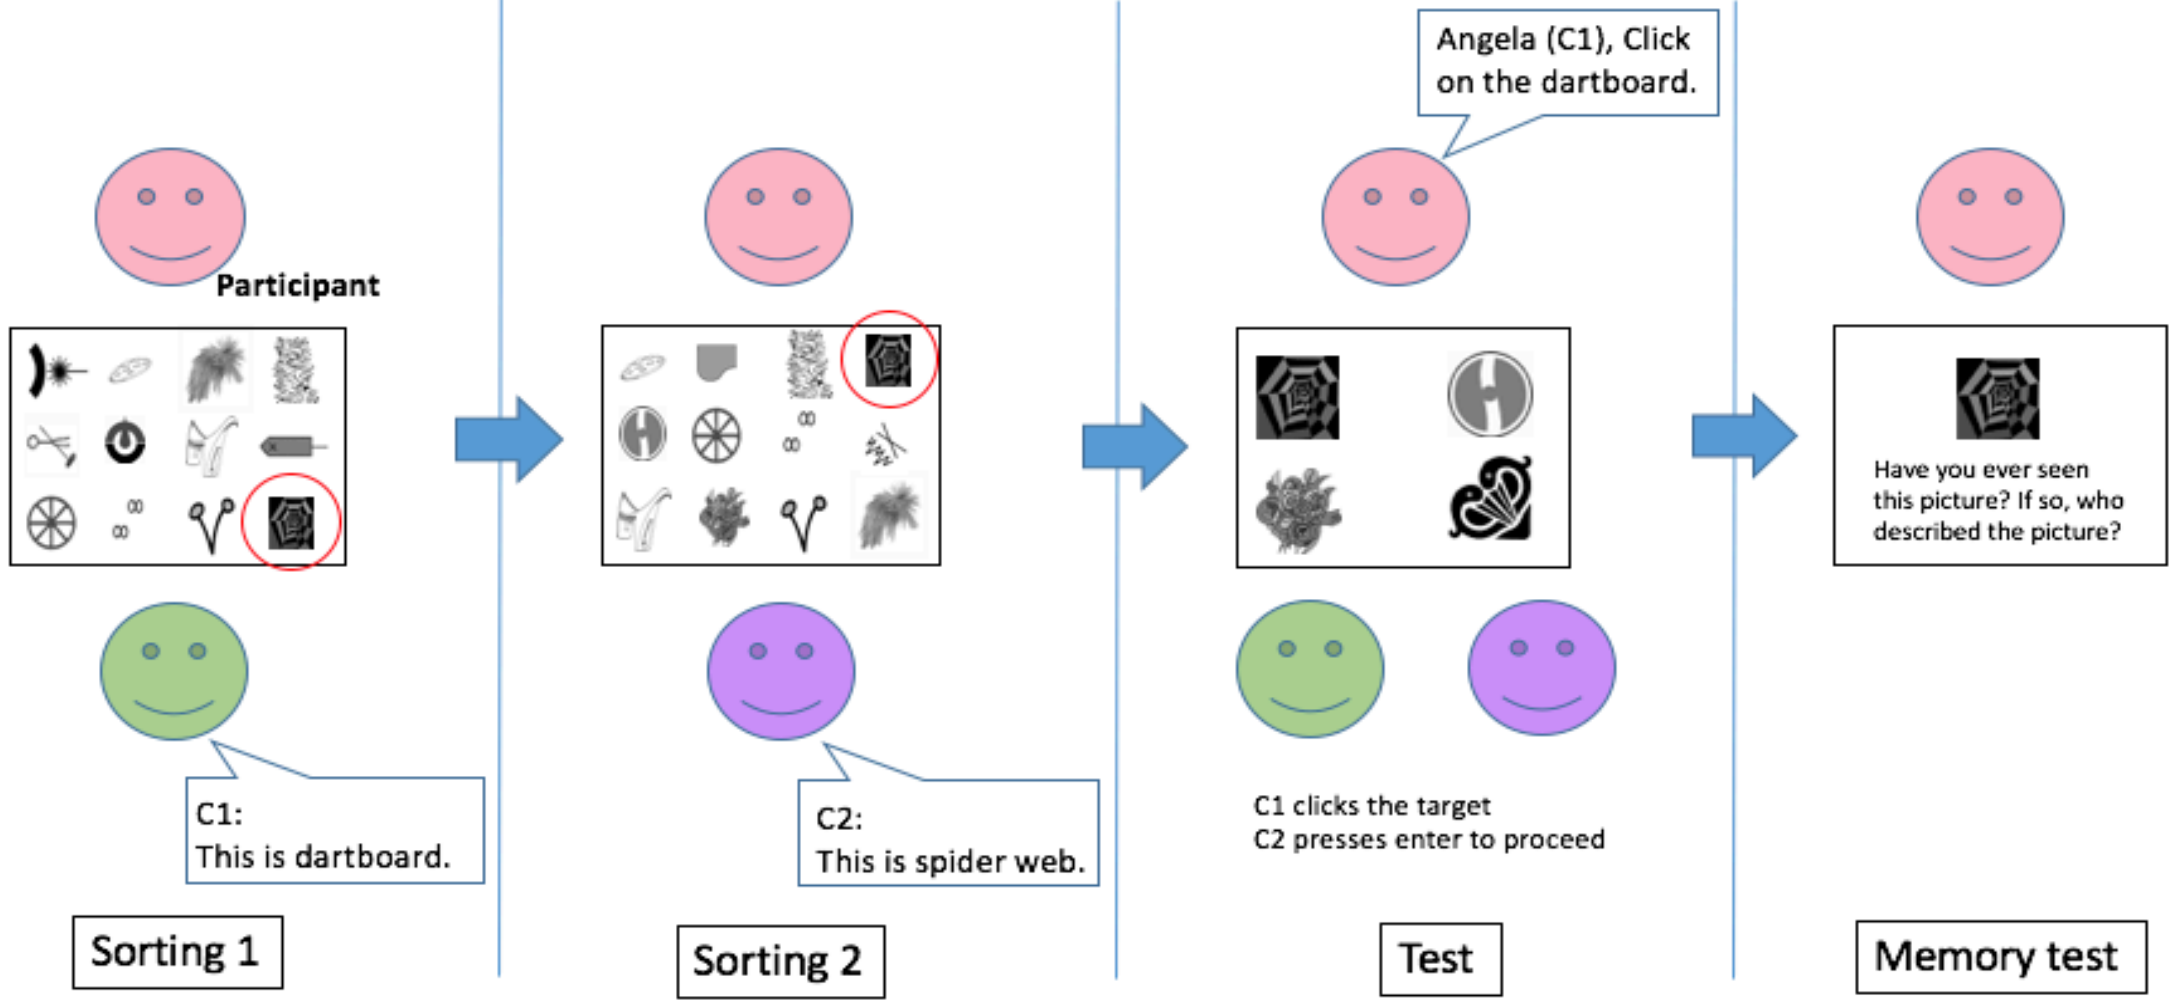 Participant
C1:
This is dartboard.
Sorting 1
C2:
This is spider web.
Sorting 2
Angela (C1), Click
on the dartboard.
C1 clicks the target
C2 presses enter to proceed
Test
Have you ever seen
this picture? If so, who
described the picture?
Memory test